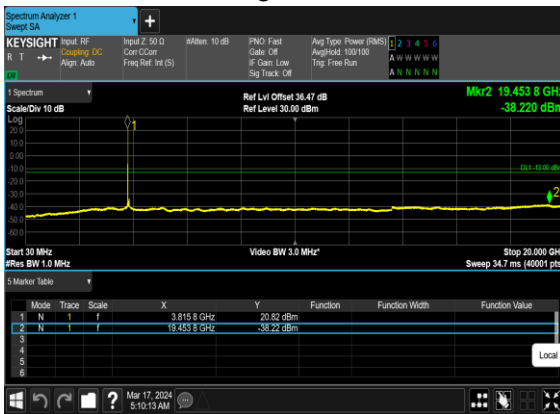 Spectrum Analyzer 1
Swept SA
KEYSIGHT Input: RF Input Z: 50 Ω #Atten: 10 dB PNO: Fast Avg Type: Power (RMS) 1 2 3 4 5 6
R T Coupling: DC Corr CCorr Gate: Off Avg|Hold: 100/100 A W W W W W
Align: Auto Freq Ref: Int (S) IF Gain: Low Trig: Free Run
Sig Track: Off A N N N N N
1 Spectrum Ref Lvl Offset 36.47 dB Mkr2 19.453 8 GHz
Scale/Div 10 dB Ref Level 30.00 dBm -38.220 dBm
Log
1
20.0
10.0
0.00
-10.0 DL1 -13.00 dBm
-20.0
-30.0
2
-40.0
-50.0
-60.0
Start 30 MHz Video BW 3.0 MHz* Stop 20.000 GH
#Res BW 1.0 MHz Sweep 34.7 ms (40001 pts
5 Marker Table
Mode Trace Scale X Y Function Function Width Function Value
1 N 1 f 3.815 8 GHz 20.82 dBm
2 N 1 f 19.453 8 GHz -38.22 dBm
3
4
5
6
Local
? Mar 17, 2024
5:10:13 AM